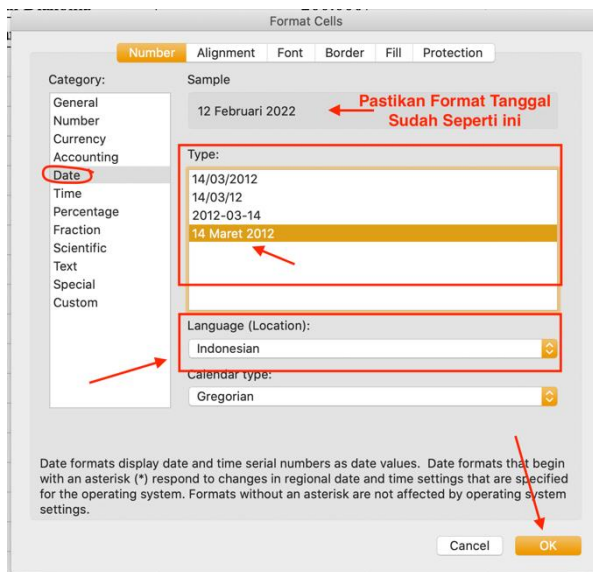 Format Cells
Number Alignment Font Border Fill Protection
Category:
General
Number
Currency
Accounting
Date
Time
Percentage
Fraction
Scientific
Text
Special
Custom
Sample
12 Februari 2022
Pastikan Format Tanggal
Sudah Seperti ini
Type:
14/03/2012
14/03/12
2012-03-14
14 Maret 2012
Language (Location):
Indonesian
Calendar type:
Gregorian
Date formats display date and time serial numbers as date values. Date formats that begin
with an asterisk (*) respond to changes in regional date and time settings that are specified
for the operating system. Formats without an asterisk are not affected by operating system
settings.
Cancel OK